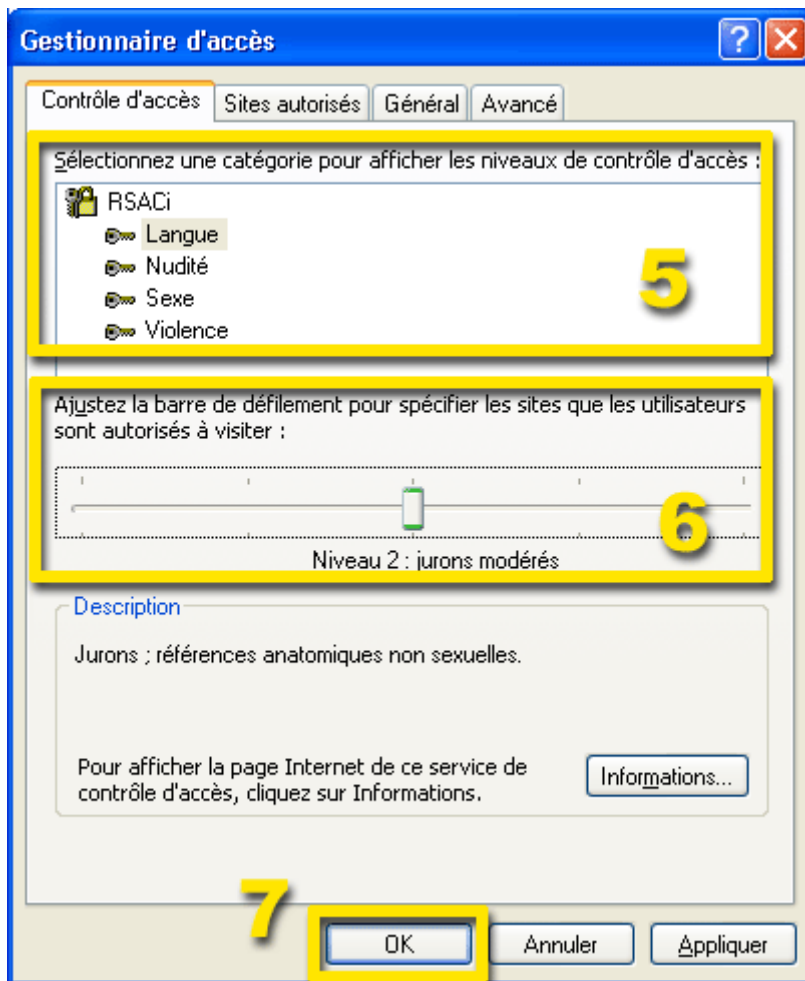 Gestionnaire d'accès
Contrôle d'accès Sites autorisés Général Avancé
Sélectionnez une catégorie pour afficher les niveaux de contrôle d'accès :
RSACi
Langue
Nudité
5
Sexe
Violence
Ajustez la barre de défilement pour spécifier les sites que les utilisateurs
sont autorisés à visiter :
6
Niveau 2 : jurons modérés
Description
Jurons ; références anatomiques non sexuelles.
Pour afficher la page Internet de ce service de
contrôle d'accès, cliquez sur Informations.
Informations...
7
OK Annuler Appliquer